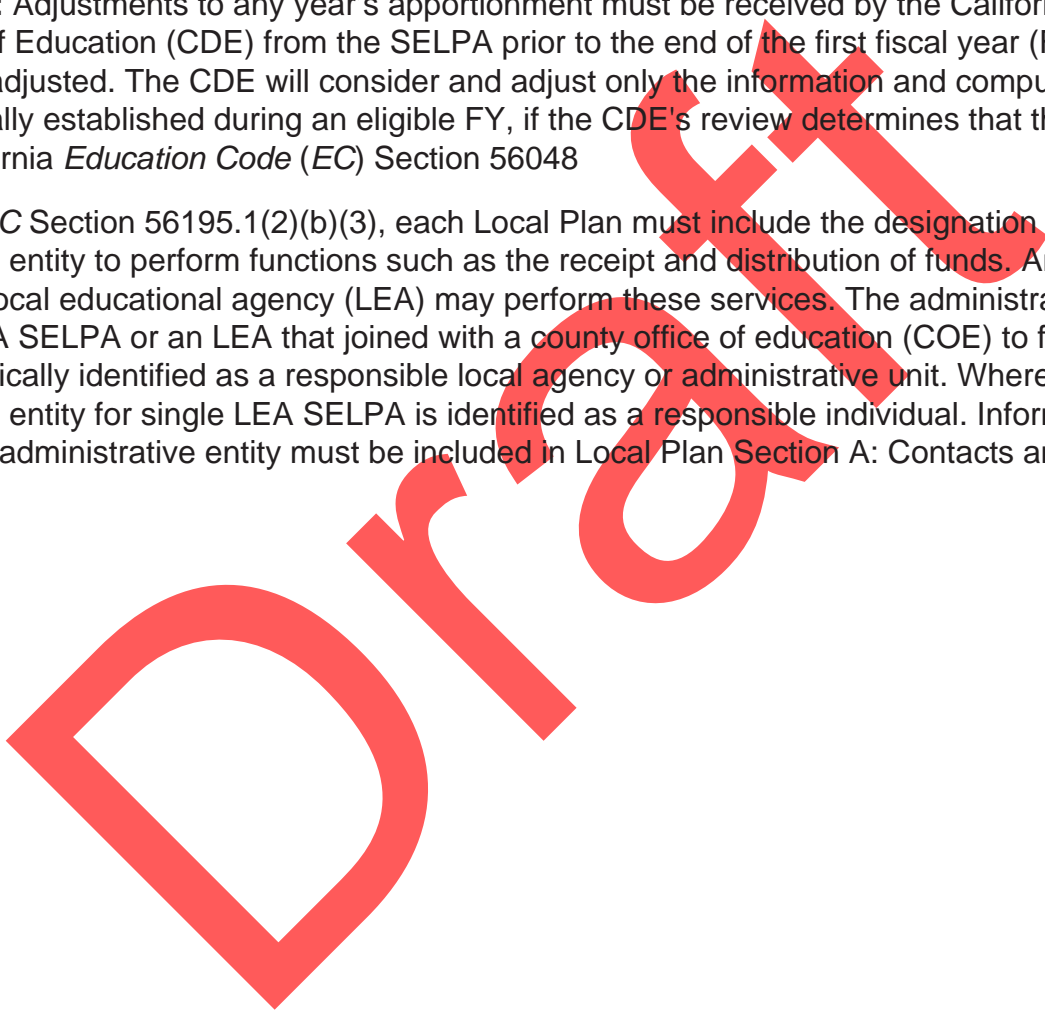 : Adjustments to any year's apportionment must be received by the Californ
f Education (CDE) from the SELPA prior to the end of the first fiscal year (
adjusted. The CDE will consider and adjust only the information and compu
ally established during an eligible FY, if the CDE's review determines that th
rnia Education Code (EC) Section 56048
C Section 56195.1(2)(b)(3), each Local Plan must include the designation
entity to perform functions such as the receipt and distribution of funds. A
ocal educational agency (LEA) may perform these services. The administra
A SELPA or an LEA that joined with a county office of education (COE) to f
ically identified as a responsible local agency or administrative unit. Where
entity for single LEA SELPA is identified as a responsible individual. Infor
administrative entity must be included in Local Plan Section A: Contacts a
Draft